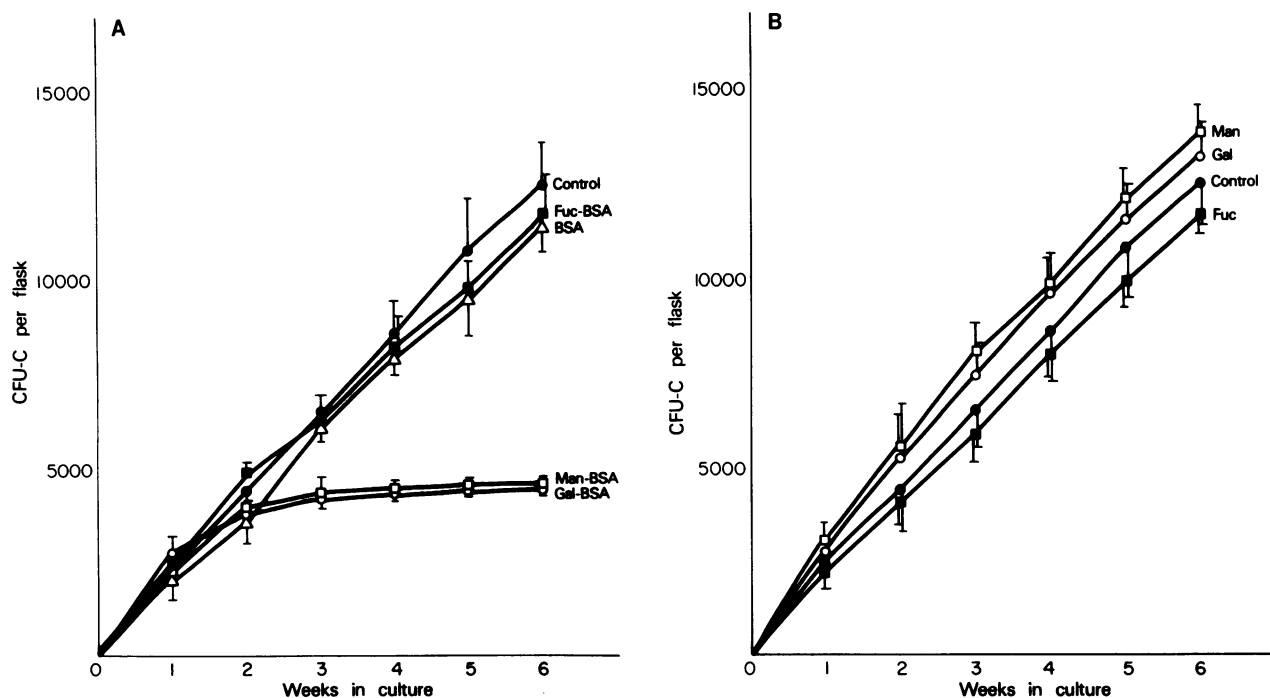 A
CFU-C per flask
15000
10000
5000
0 1 2 3 4 5 6
Weeks in culture
Control
Fuc-BSA
BSA
Man-BSA
Gal-BSA
B
CFU-C per flask
15000
10000
5000
0 1 2 3 4 5 6
Weeks in culture
Man
Gal
Control
Fuc